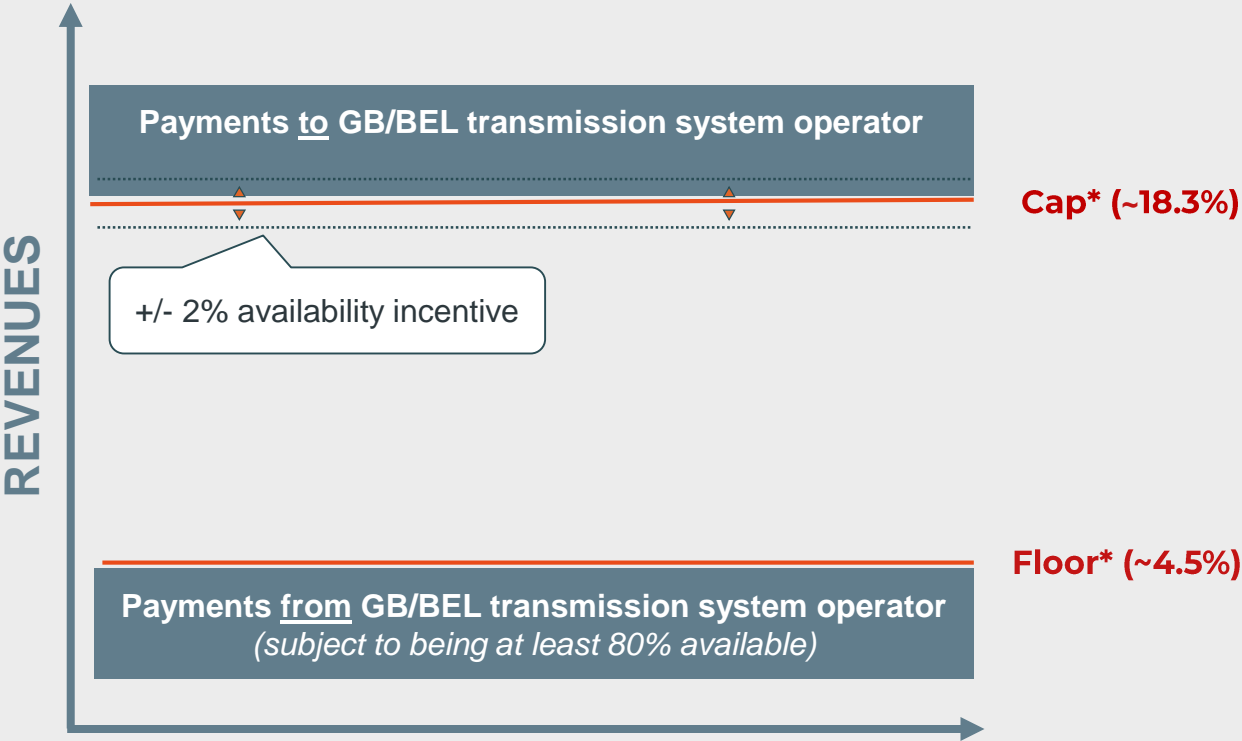 REVENUES
Payments to GB/BEL transmission system operator
Cap* (~18.3%)
+/- 2% availability incentive
Floor* (~4.5%)
Payments from GB/BEL transmission system operator
(subject to being at least 80% available)